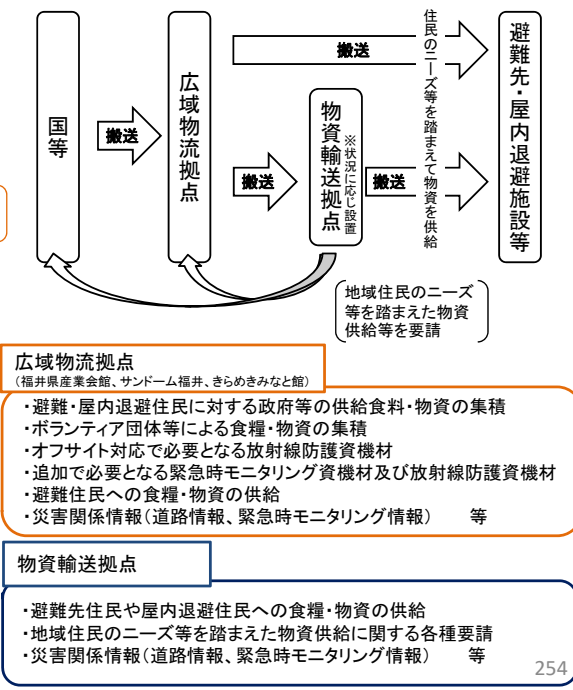 国等
搬送
広域物流拠点
搬送
搬送
物資輸送拠点
※状況に応じ設置
搬送
住民のニーズ等を踏まえて物資を供給
避難先・屋内退避施設等
地域住民のニーズ
等を踏まえた物資
供給等を要請
広域物流拠点
(福井県産業会館、サンドーム福井、きらめきみなと館)
・避難・屋内退避住民に対する政府等の供給食料・物資の集積
・ボランティア団体等による食糧・物資の集積
・オフサイト対応で必要となる放射線防護資機材
・追加で必要となる緊急時モニタリング資機材及び放射線防護資機材
・避難住民への食糧・物資の供給
・災害関係情報(道路情報、緊急時モニタリング情報) 等
物資輸送拠点
・避難先住民や屋内退避住民への食糧・物資の供給
・地域住民のニーズ等を踏まえた物資供給に関する各種要請
・災害関係情報(道路情報、緊急時モニタリング情報) 等
254